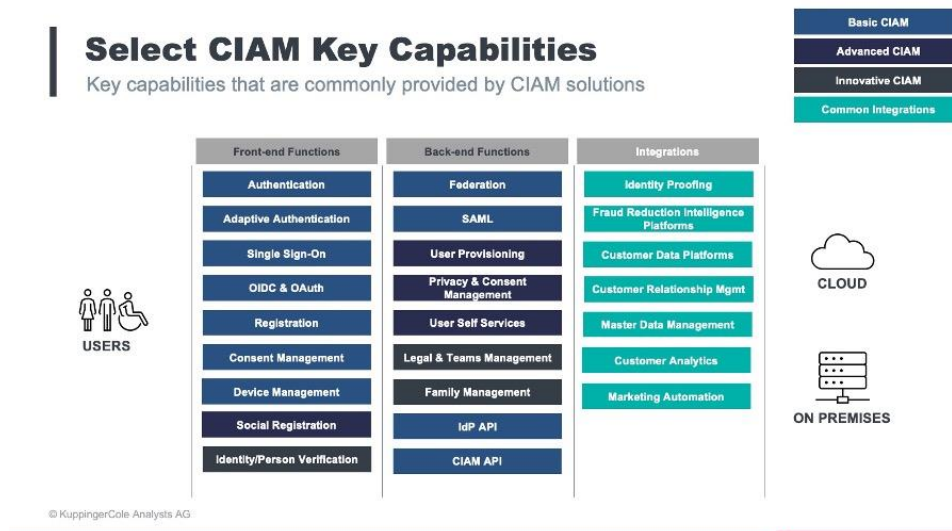 Basic CIAM
Advanced CIAM
Innovative CIAM
Common Integrations
Select CIAM Key Capabilities
Key capabilities that are commonly provided by CIAM solutions
Front-end Functions
Authentication
Adaptive Authentication
Single Sign-On
OIDC & OAuth
Registration
Consent Management
Device Management
Social Registration
Identity/Person Verification
Back-end Functions
Federation
SAML
User Provisioning
Privacy & Consent
Management
User Self Services
Legal & Teams Management
Family Management
IdP API
CIAM API
Integrations
Identity Proofing
Fraud Reduction Intelligence
Platforms
Customer Data Platforms
Customer Relationship Mgmt
Master Data Management
Customer Analytics
Marketing Automation
USERS
CLOUD
ON PREMISES
© KuppingerCole Analysts AG